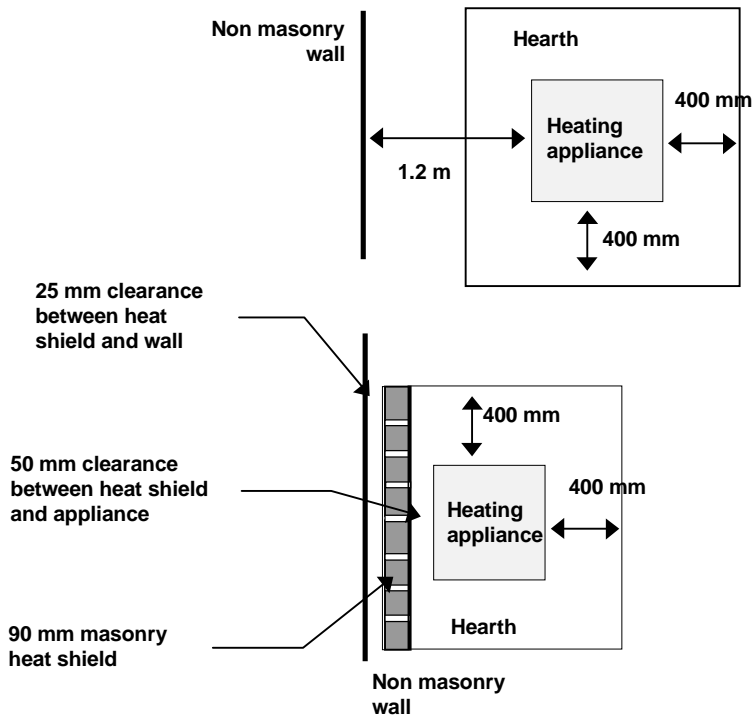 Non masonry
wall
Hearth
400 mm
Heating
appliance
1.2 m
400 mm
25 mm clearance
between heat
shield and wall
400 mm
50 mm clearance
between heat shield
and appliance
400 mm
Heating
appliance
90 mm masonry
heat shield
Hearth
Non masonry
wall